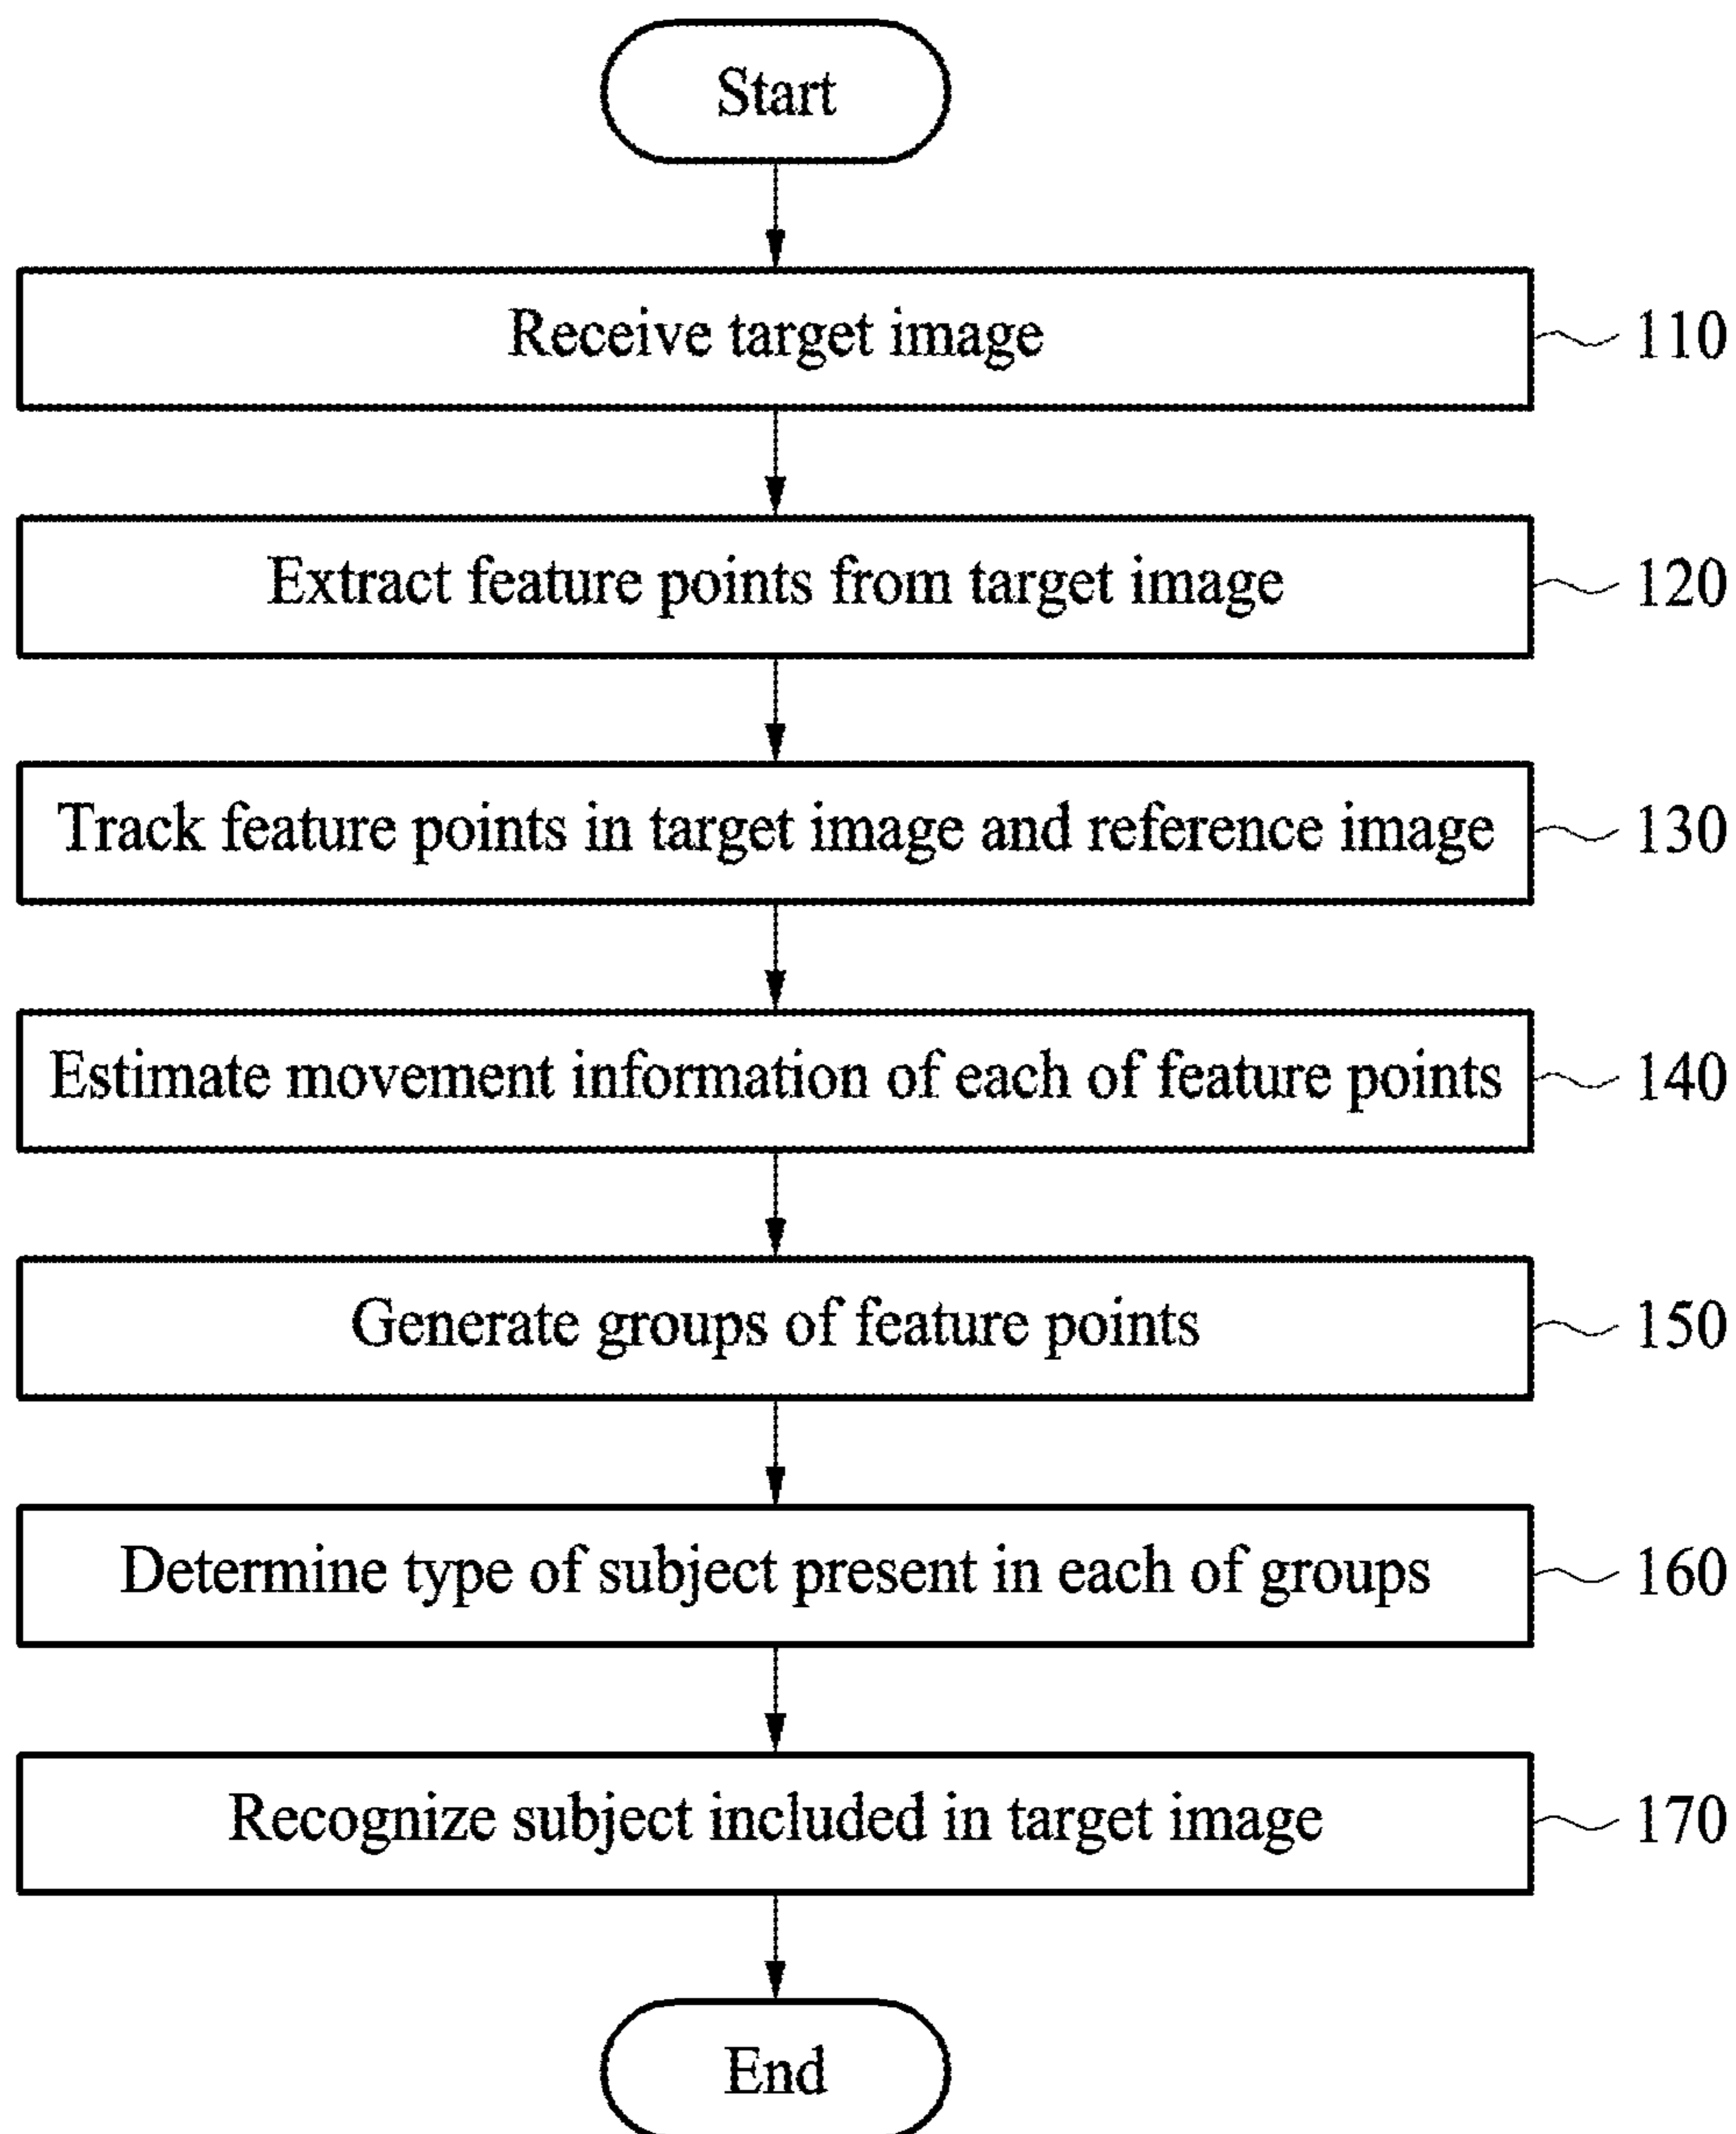 Start
Receive target image 110
Extract feature points from target image 120
Track feature points in target image and reference image 130
Estimate movement information of each of feature points 140
Generate groups of feature points 150
Determine type of subject present in each of groups 160
Recognize subject included in target image 170
End